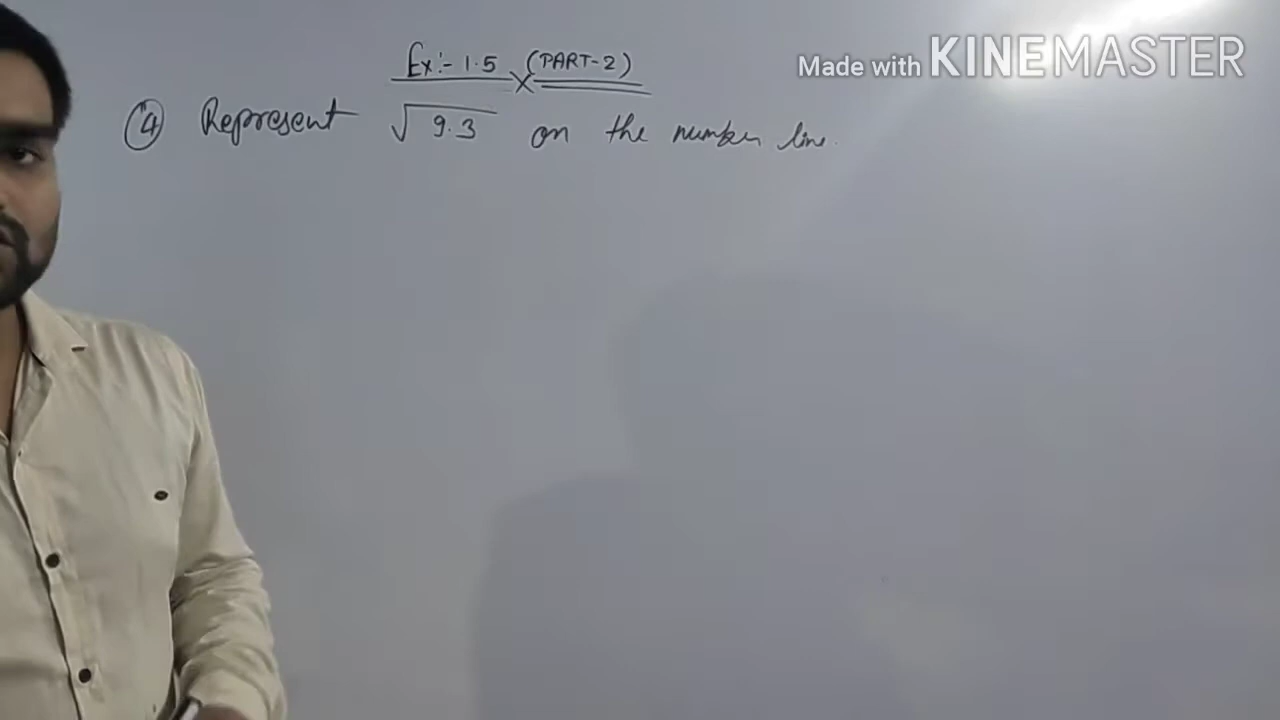 Ex:- 1.5 (PART-2)
Made with KINEMASTER
(4) Represent √9.3 on the number line.